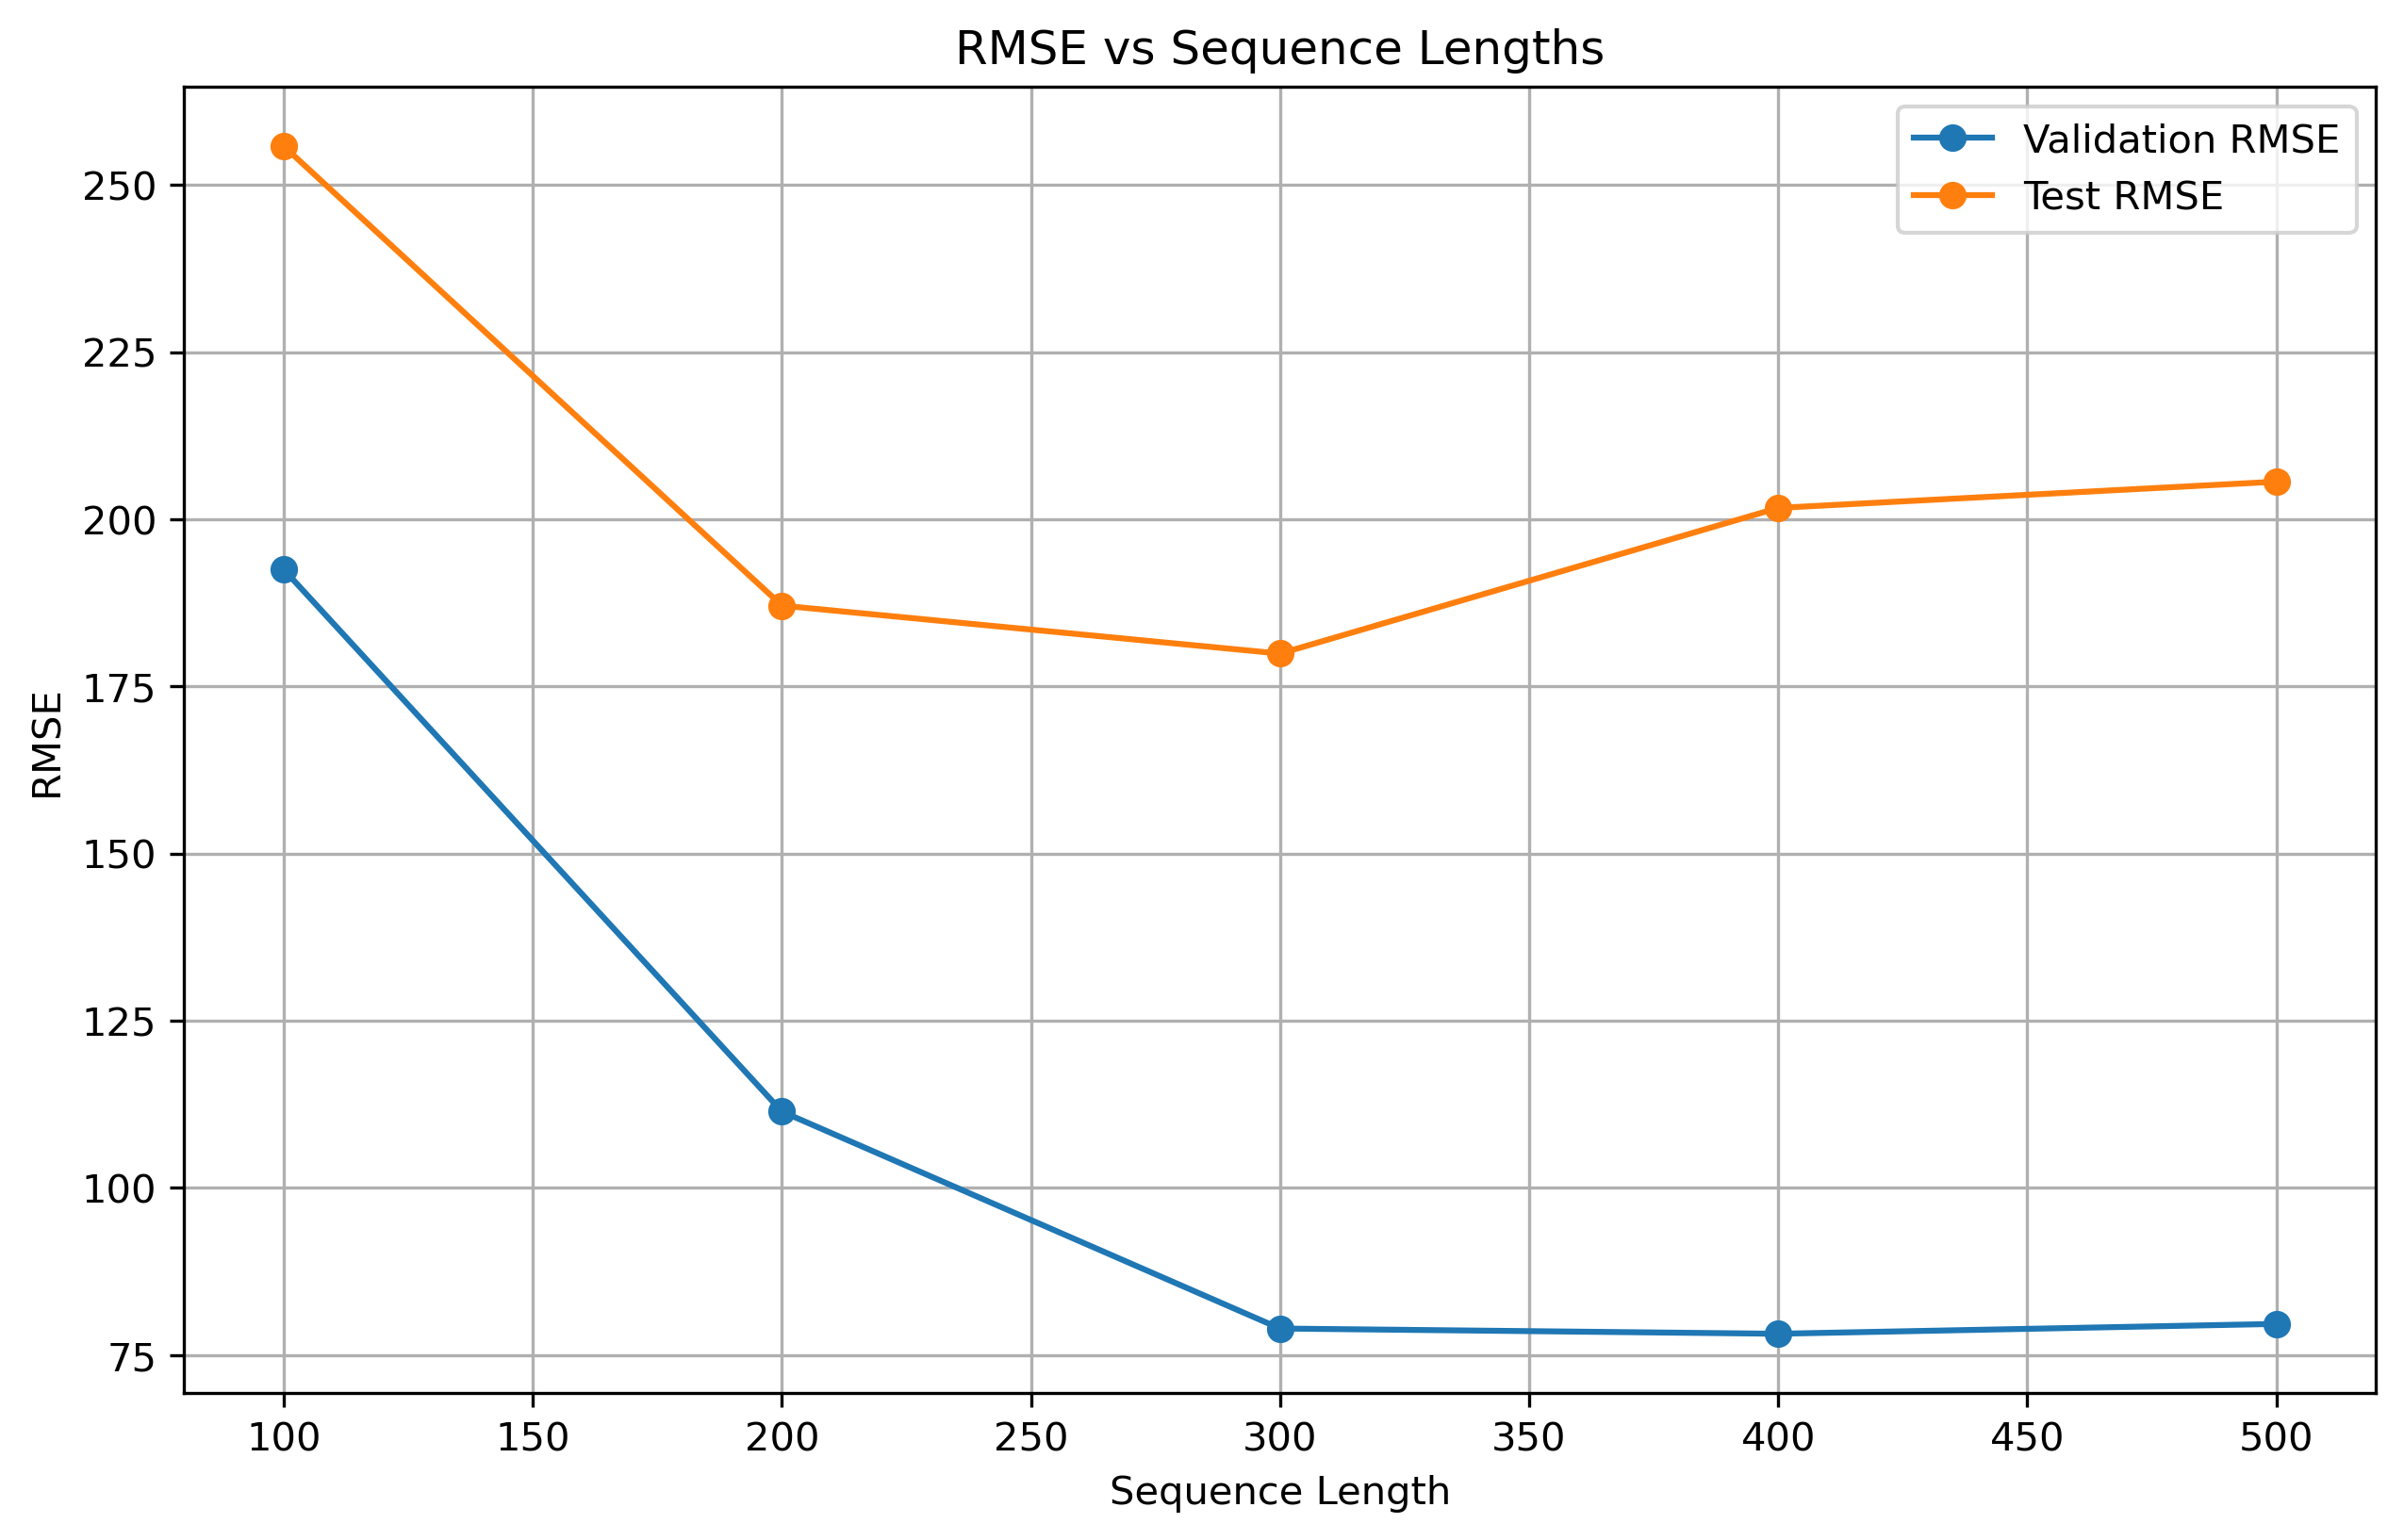 RMSE vs Sequence Lengths
Validation RMSE
Test RMSE
250
225
200
175
150
125
100
75
RMSE
100 150 200 250 300 350 400 450 500
Sequence Length